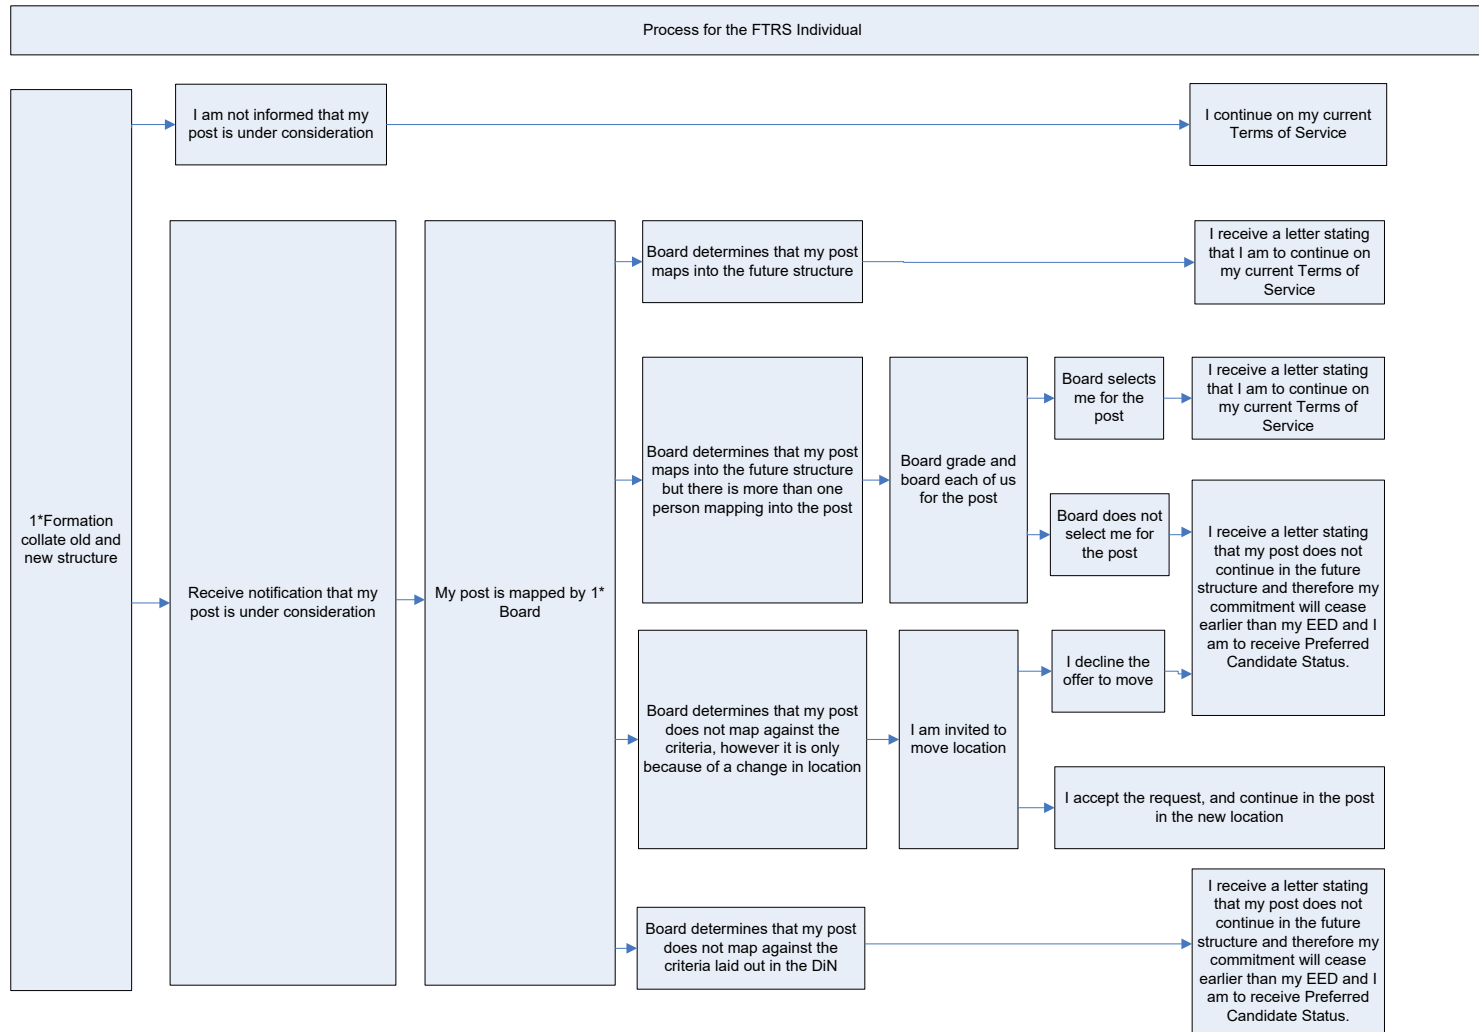 Process for the FTRS Individual
1*Formation
collate old and
new structure
I am not informed that my
post is under consideration
I continue on my current
Terms of Service
Receive notification that my
post is under consideration
My post is mapped by 1*
Board
Board determines that my post
maps into the future structure
I receive a letter stating
that I am to continue on
my current Terms of
Service
Board determines that my post
maps into the future structure
but there is more than one
person mapping into the post
Board grade and
board each of us
for the post
Board selects
me for the
post
I receive a letter stating
that I am to continue on
my current Terms of
Service
Board does not
select me for
the post
I receive a letter stating
that my post does not
continue in the future
structure and therefore my
commitment will cease
earlier than my EED and I
am to receive Preferred
Candidate Status.
Board determines that my post
does not map against the
criteria, however it is only
because of a change in location
I am invited to
move location
I decline the
offer to move
I accept the request, and continue in the post
in the new location
Board determines that my post
does not map against the
criteria laid out in the DiN
I receive a letter stating
that my post does not
continue in the future
structure and therefore my
commitment will cease
earlier than my EED and I
am to receive Preferred
Candidate Status.